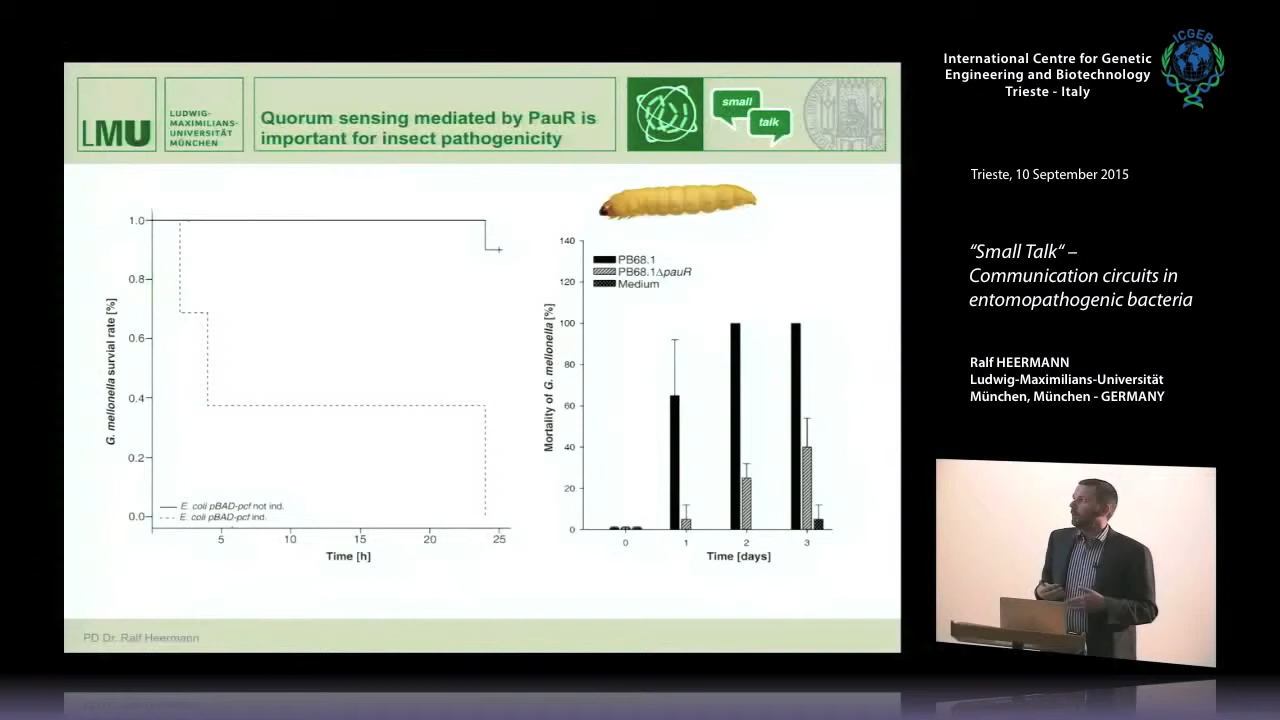 LMU
LUDWIG-
MAXIMILIANS-
UNIVERSITÄT
MÜNCHEN
Quorum sensing mediated by PauR is
important for insect pathogenicity
small
talk
G. mellonella survial rate [%]
1.0
0.8
0.6
0.4
0.2
0.0
E. coli pBAD-pcf not ind.
E. coli pBAD-pcf ind.
5
10
15
20
25
Time [h]
Mortality of G. mellonella [%]
140
120
100
80
60
40
20
0
PB68.1
PB68.1ΔpauR
Medium
0
1
2
3
Time [days]
PD Dr. Ralf Heermann
International Centre for Genetic
Engineering and Biotechnology
Trieste - Italy
ICGEB
Trieste, 10 September 2015
“Small Talk“ –
Communication circuits in
entomopathogenic bacteria
Ralf HEERMANN
Ludwig-Maximilians-Universität
München, München - GERMANY